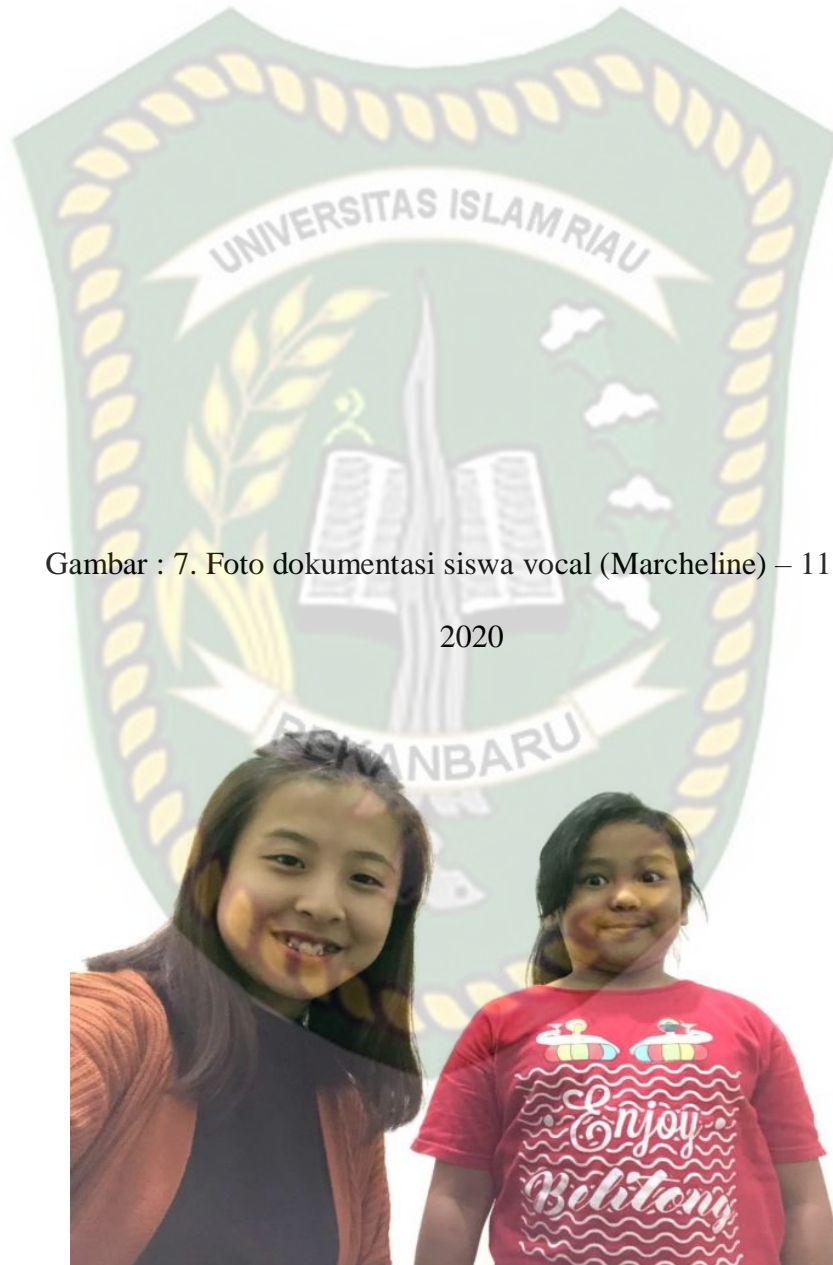 UNIVERSITAS ISLAM RIAU
Gambar : 7. Foto dokumentasi siswa vocal (Marcheline) – 11
2020
PEKANBARU
Enjoy
Belitong